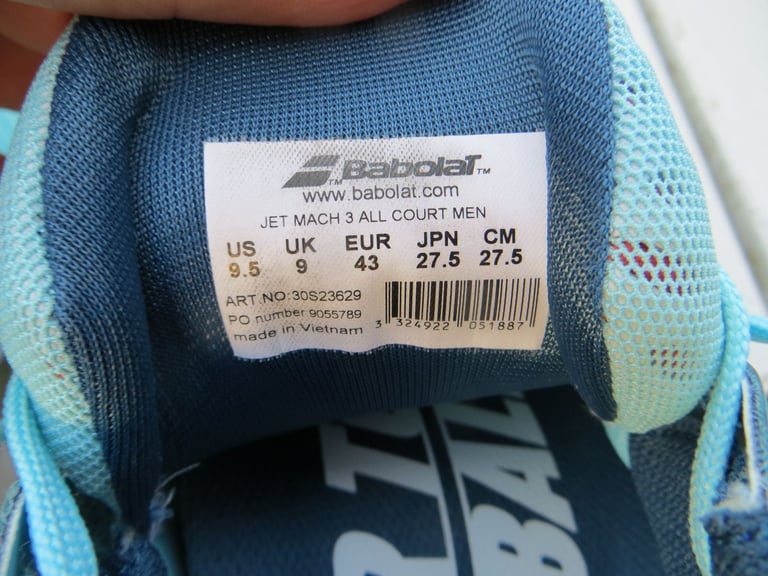 Babolat™
www.babolat.com
JET MACH 3 ALL COURT MEN
US UK EUR JPN CM
9.5 9 43 27.5 27.5
ART.NO:30S23629
PO number 9055789
made in Vietnam
3 324922 051887